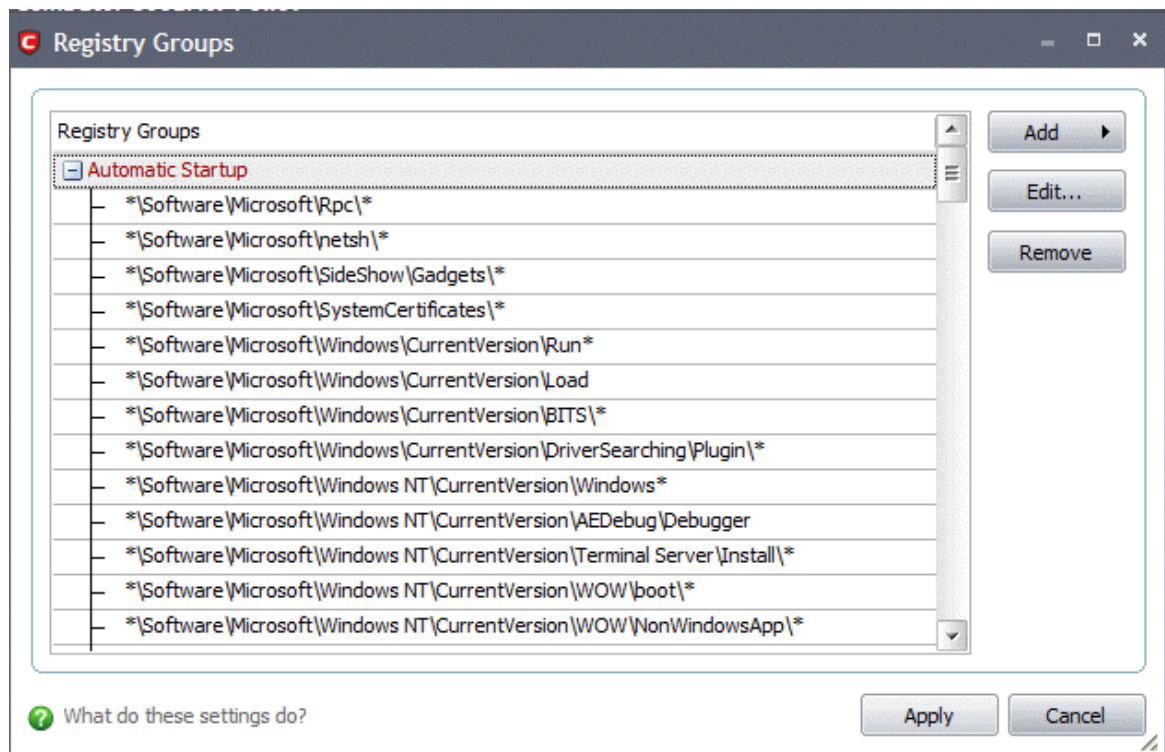 Registry Groups
Registry Groups
Automatic Startup
*\Software\Microsoft\Rpc\*
*\Software\Microsoft\netsh\*
*\Software\Microsoft\SideShow\Gadgets\*
*\Software\Microsoft\SystemCertificates\*
*\Software\Microsoft\Windows\CurrentVersion\Run*
*\Software\Microsoft\Windows\CurrentVersion\Load
*\Software\Microsoft\Windows\CurrentVersion\BITS\*
*\Software\Microsoft\Windows\CurrentVersion\DriverSearching\Plugin\*
*\Software\Microsoft\Windows NT\CurrentVersion\Windows*
*\Software\Microsoft\Windows NT\CurrentVersion\AEDebug\Debugger
*\Software\Microsoft\Windows NT\CurrentVersion\Terminal Server\Install\*
*\Software\Microsoft\Windows NT\CurrentVersion\WOW\boot\*
*\Software\Microsoft\Windows NT\CurrentVersion\WOW\NonWindowsApp\*
Add
Edit...
Remove
What do these settings do?
Apply
Cancel